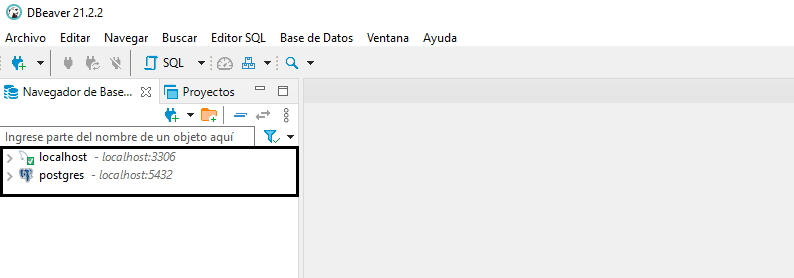 DBeaver 21.2.2
Archivo Editar Navegar Buscar Editor SQL Base de Datos Ventana Ayuda
SQL
Navegador de Base... Proyectos
Ingrese parte del nombre de un objeto aquí
localhost - localhost:3306
postgres - localhost:5432